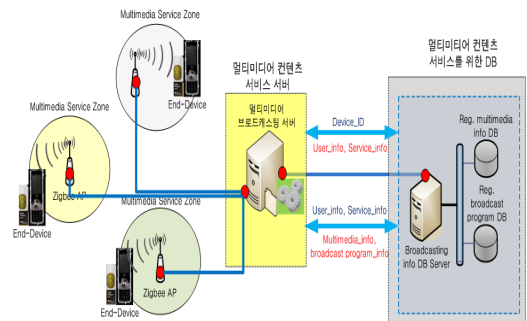 Multimedia Service Zone
End-Device
Multimedia Service Zone
Zigbee AP
End-Device
Multimedia Service Zone
Zigbee AP
End-Device
멀티미디어 컨텐츠
서비스 서버
멀티미디어
브로드캐스팅 서버
Device_ID
User_info, Service_info
User_info, Service_info
Multimedia_info,
broadcast program_info
멀티미티어 컨텐츠
서비스를 위한 DB
Reg. multimedia
info DB
Reg.
broadcast
program DB
Broadcasting
info DB Server